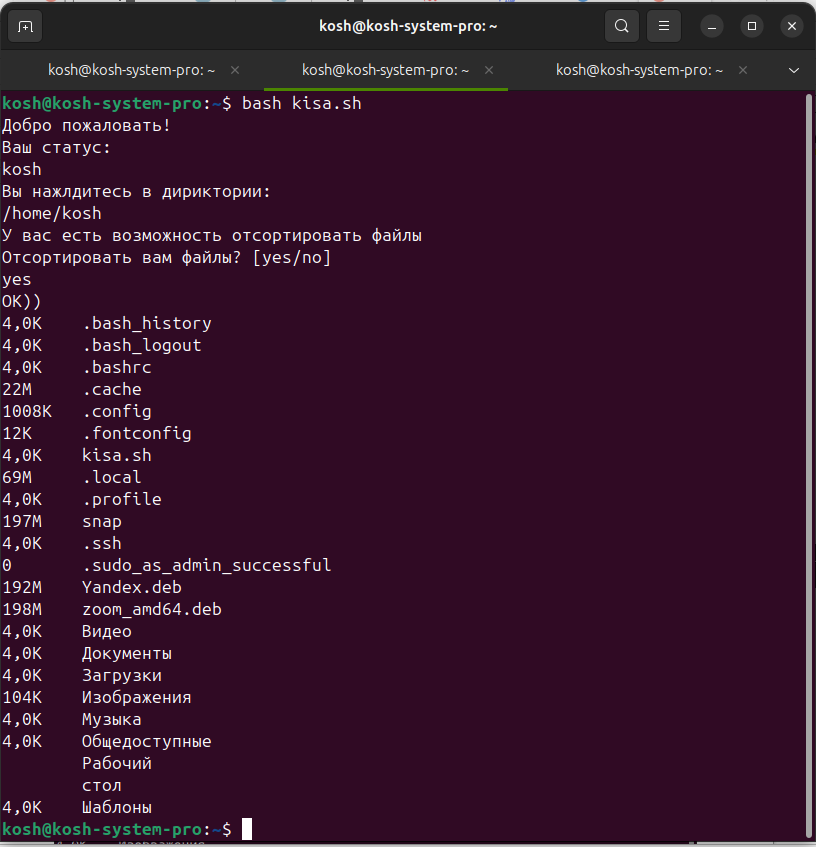 kosh@kosh-system-pro: ~
kosh@kosh-system-pro: ~
kosh@kosh-system-pro: ~
kosh@kosh-system-pro: ~
kosh@kosh-system-pro:~$ bash kisa.sh
Добро пожаловать!
Ваш статус:
kosh
Вы нажлдитесь в дириктории:
/home/kosh
У вас есть возможность отсортировать файлы
Отсортировать вам файлы? [yes/no]
yes
OK))
4,0K .bash_history
4,0K .bash_logout
4,0K .bashrc
22M .cache
1008K .config
12K .fontconfig
4,0K kisa.sh
69M .local
4,0K .profile
197M snap
4,0K .ssh
0 .sudo_as_admin_successful
192M Yandex.deb
198M zoom_amd64.deb
4,0K Видео
4,0K Документы
4,0K Загрузки
104K Изображения
4,0K Музыка
4,0K Общедоступные
Рабочий
стол
4,0K Шаблоны
kosh@kosh-system-pro:~$